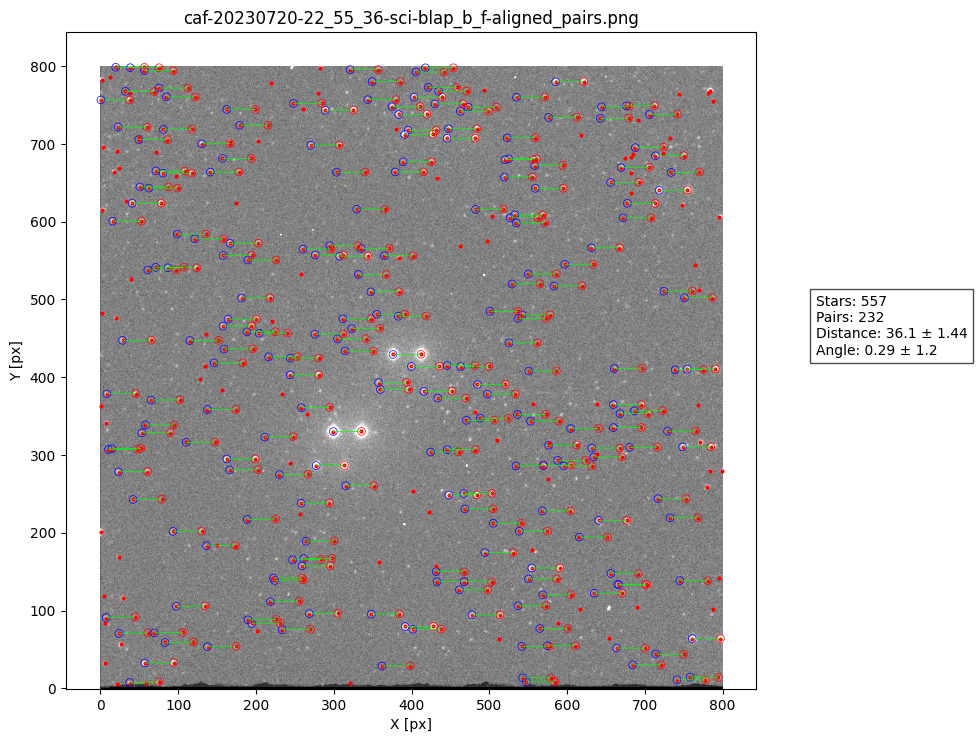 caf-20230720-22_55_36-sci-blap_b_f-aligned_pairs.png
800
700
600
500
400
300
200
100
0
Y [px]
0 100 200 300 400 500 600 700 800
X [px]
Stars: 557
Pairs: 232
Distance: 36.1 ± 1.44
Angle: 0.29 ± 1.2